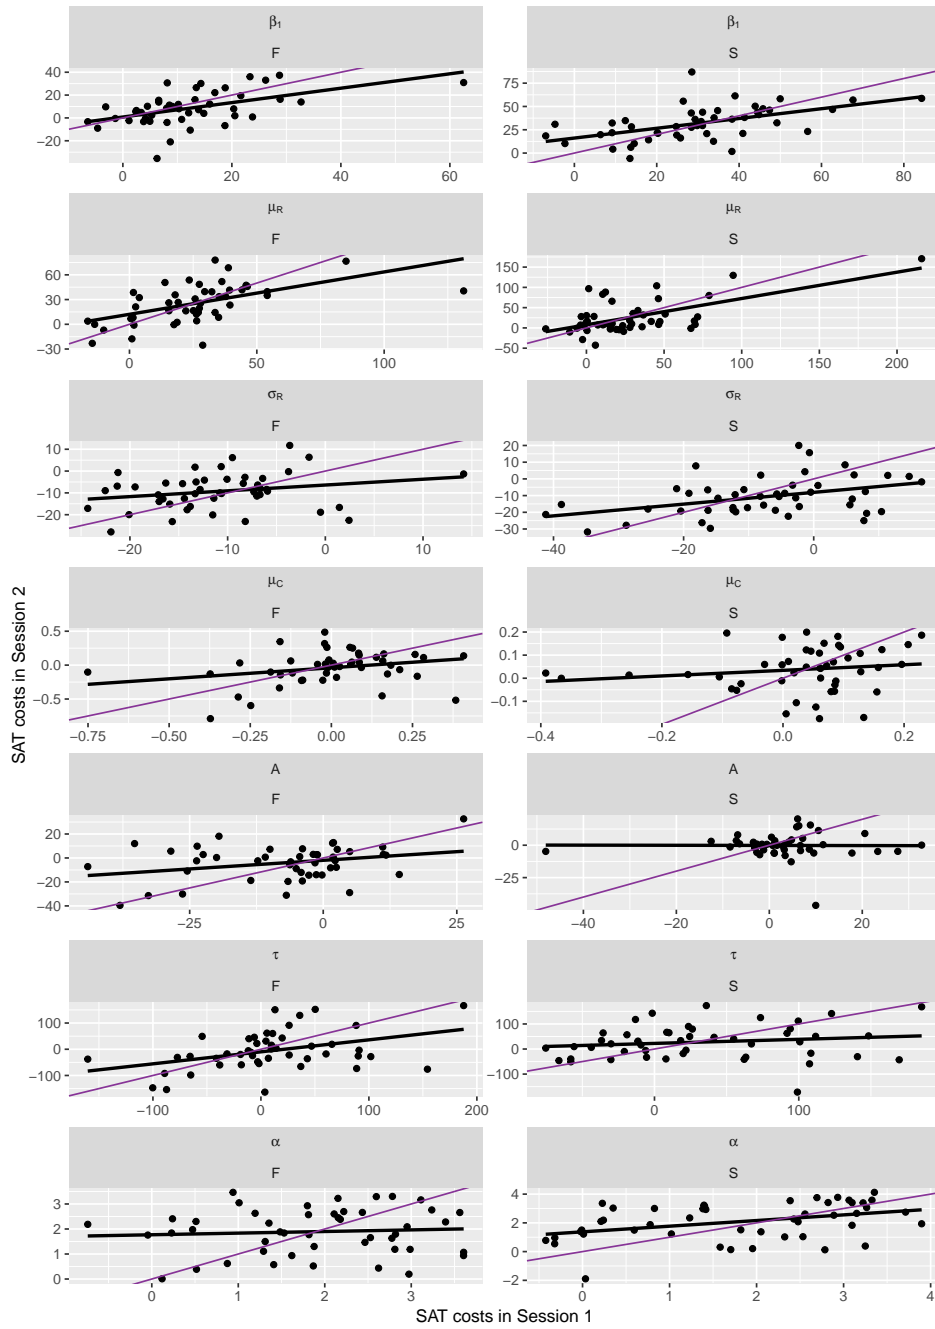 β₁ β₁
F S
40 20 0 −20
75 50 25 0
0 20 40 60
0 20 40 60 80
μR μR
F S
60 30 0 −30
150 100 50 0 −50
0 50 100
0 50 100 150 200
σR σR
F S
10 0 −10 −20
20 10 0 −10 −20 −30
−20 −10 0 10
−40 −20 0
μC μC
F S
0.5 0.0 −0.5
0.2 0.1 0.0 −0.1
−0.75 −0.50 −0.25 0.00 0.25
−0.4 −0.2 0.0 0.2
A A
F S
20 0 −20 −40
0 −25
−25 0 25
−40 −20 0 20
τ τ
F S
100 0 −100
100 0 −100
−100 0 100 200
0 100
α α
F S
3 2 1 0
4 2 0 −2
0 1 2 3
0 1 2 3 4
SAT costs in Session 2
SAT costs in Session 1